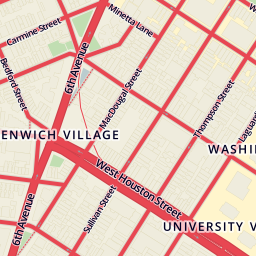 Minetta Lane
Carmine Street
6th Avenue
Bedford Street
MacDougal Street
Thompson Street
ENWICH VILLAGE
WASHI
West Houston Street
Sullivan Street
6th Avenue
UNIVERSITY V